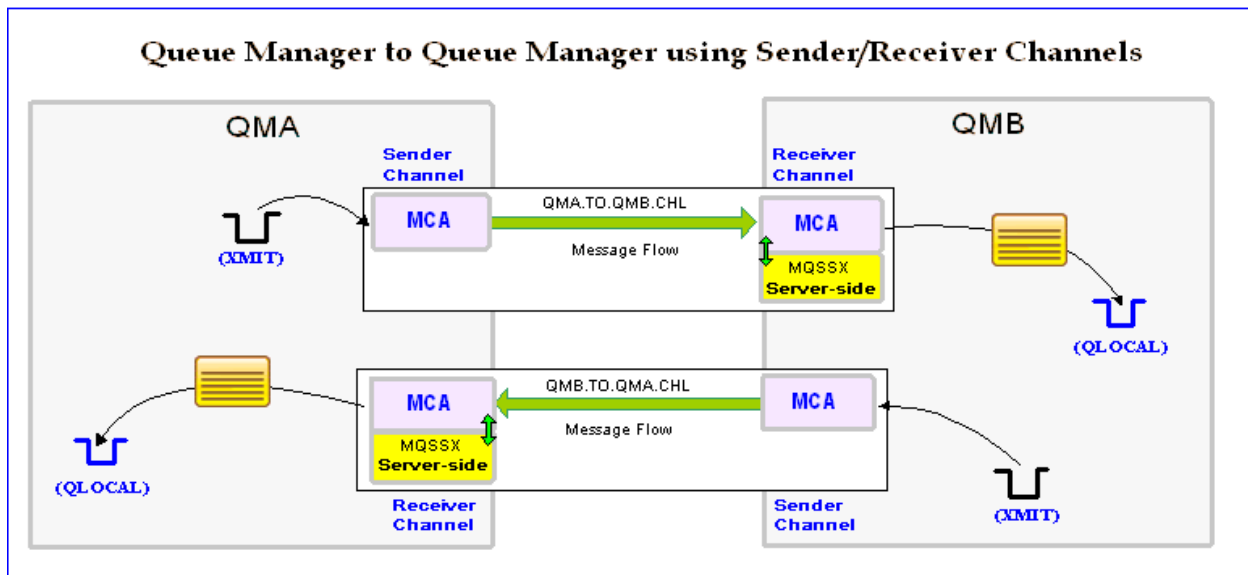 Queue Manager to Queue Manager using Sender/Receiver Channels
QMA
QMB
Sender
Channel
Receiver
Channel
MCA
QMA.TO.QMB.CHL
Message Flow
MCA
MQSSX
Server-side
(XMIT)
(QLOCAL)
MCA
MQSSX
Server-side
QMB.TO.QMA.CHL
Message Flow
MCA
(QLOCAL)
(XMIT)
Receiver
Channel
Sender
Channel